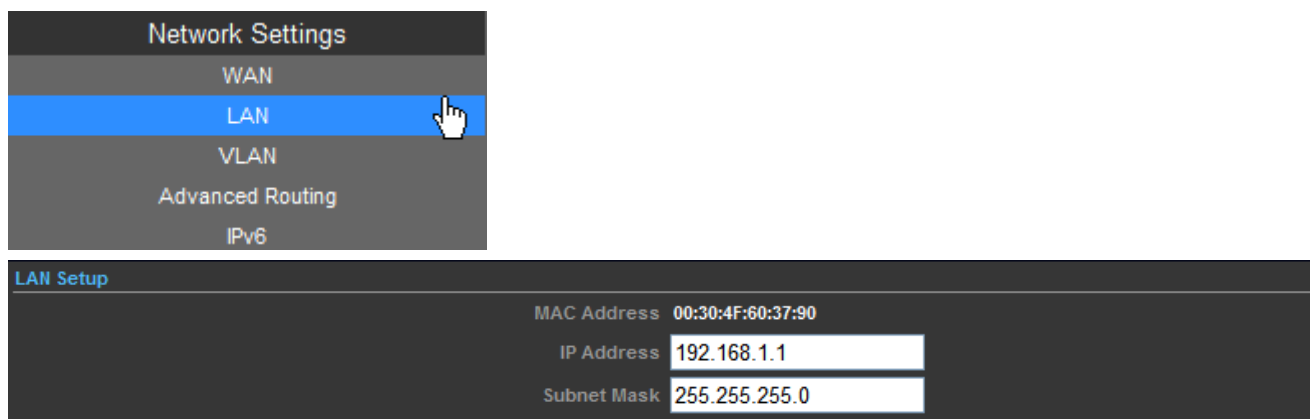 Network Settings
WAN
LAN
VLAN
Advanced Routing
IPv6
LAN Setup
MAC Address 00:30:4F:60:37:90
IP Address 192.168.1.1
Subnet Mask 255.255.255.0